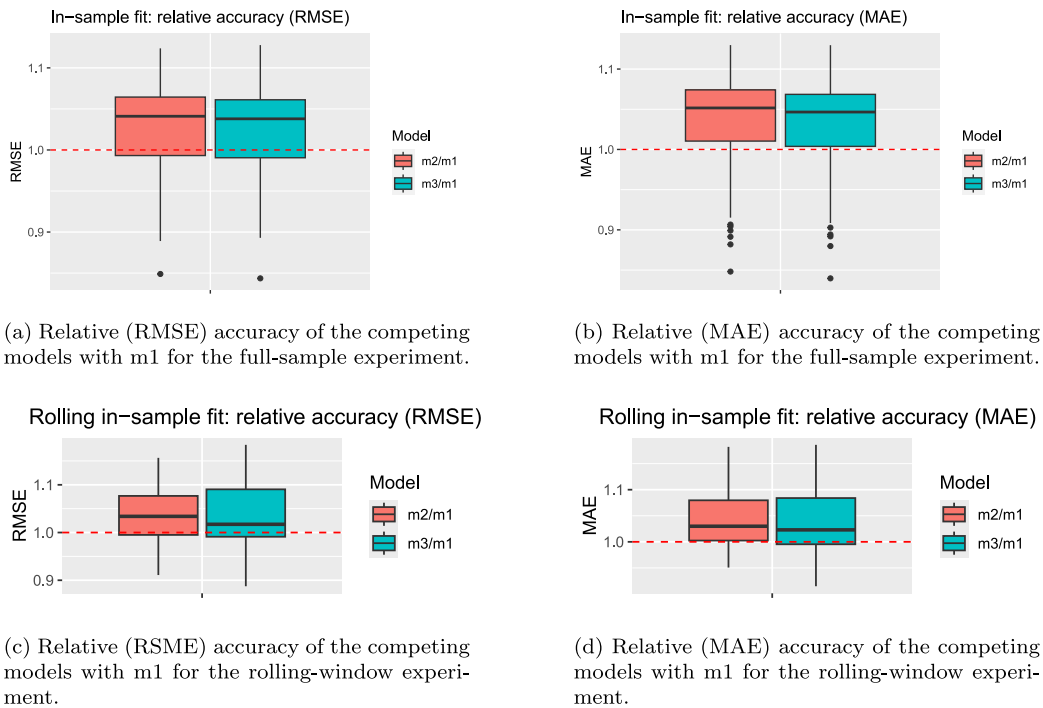 In−sample fit: relative accuracy (RMSE)
1.1
1.0
0.9
RMSE
Model
m2/m1
m3/m1
(a) Relative (RMSE) accuracy of the competing
models with m1 for the full-sample experiment.
In−sample fit: relative accuracy (MAE)
1.1
1.0
0.9
MAE
Model
m2/m1
m3/m1
(b) Relative (MAE) accuracy of the competing
models with m1 for the full-sample experiment.
Rolling in−sample fit: relative accuracy (RMSE)
1.1
1.0
0.9
RMSE
Model
m2/m1
m3/m1
(c) Relative (RSME) accuracy of the competing
models with m1 for the rolling-window experi-
ment.
Rolling in−sample fit: relative accuracy (MAE)
1.1
1.0
MAE
Model
m2/m1
m3/m1
(d) Relative (MAE) accuracy of the competing
models with m1 for the rolling-window experi-
ment.